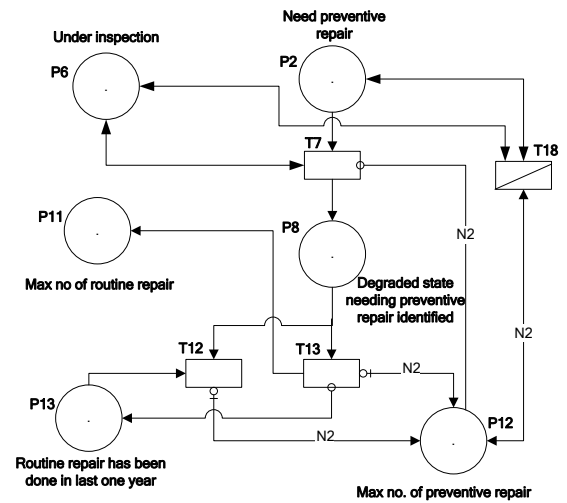 Need preventive
repair
Under inspection
P6
P2
T7
T18
P11
P8
N2
Max no of routine repair
Degraded state
needing preventive
repair identified
N2
T12
T13
N2
P13
P12
N2
Routine repair has been
done in last one year
Max no. of preventive repair